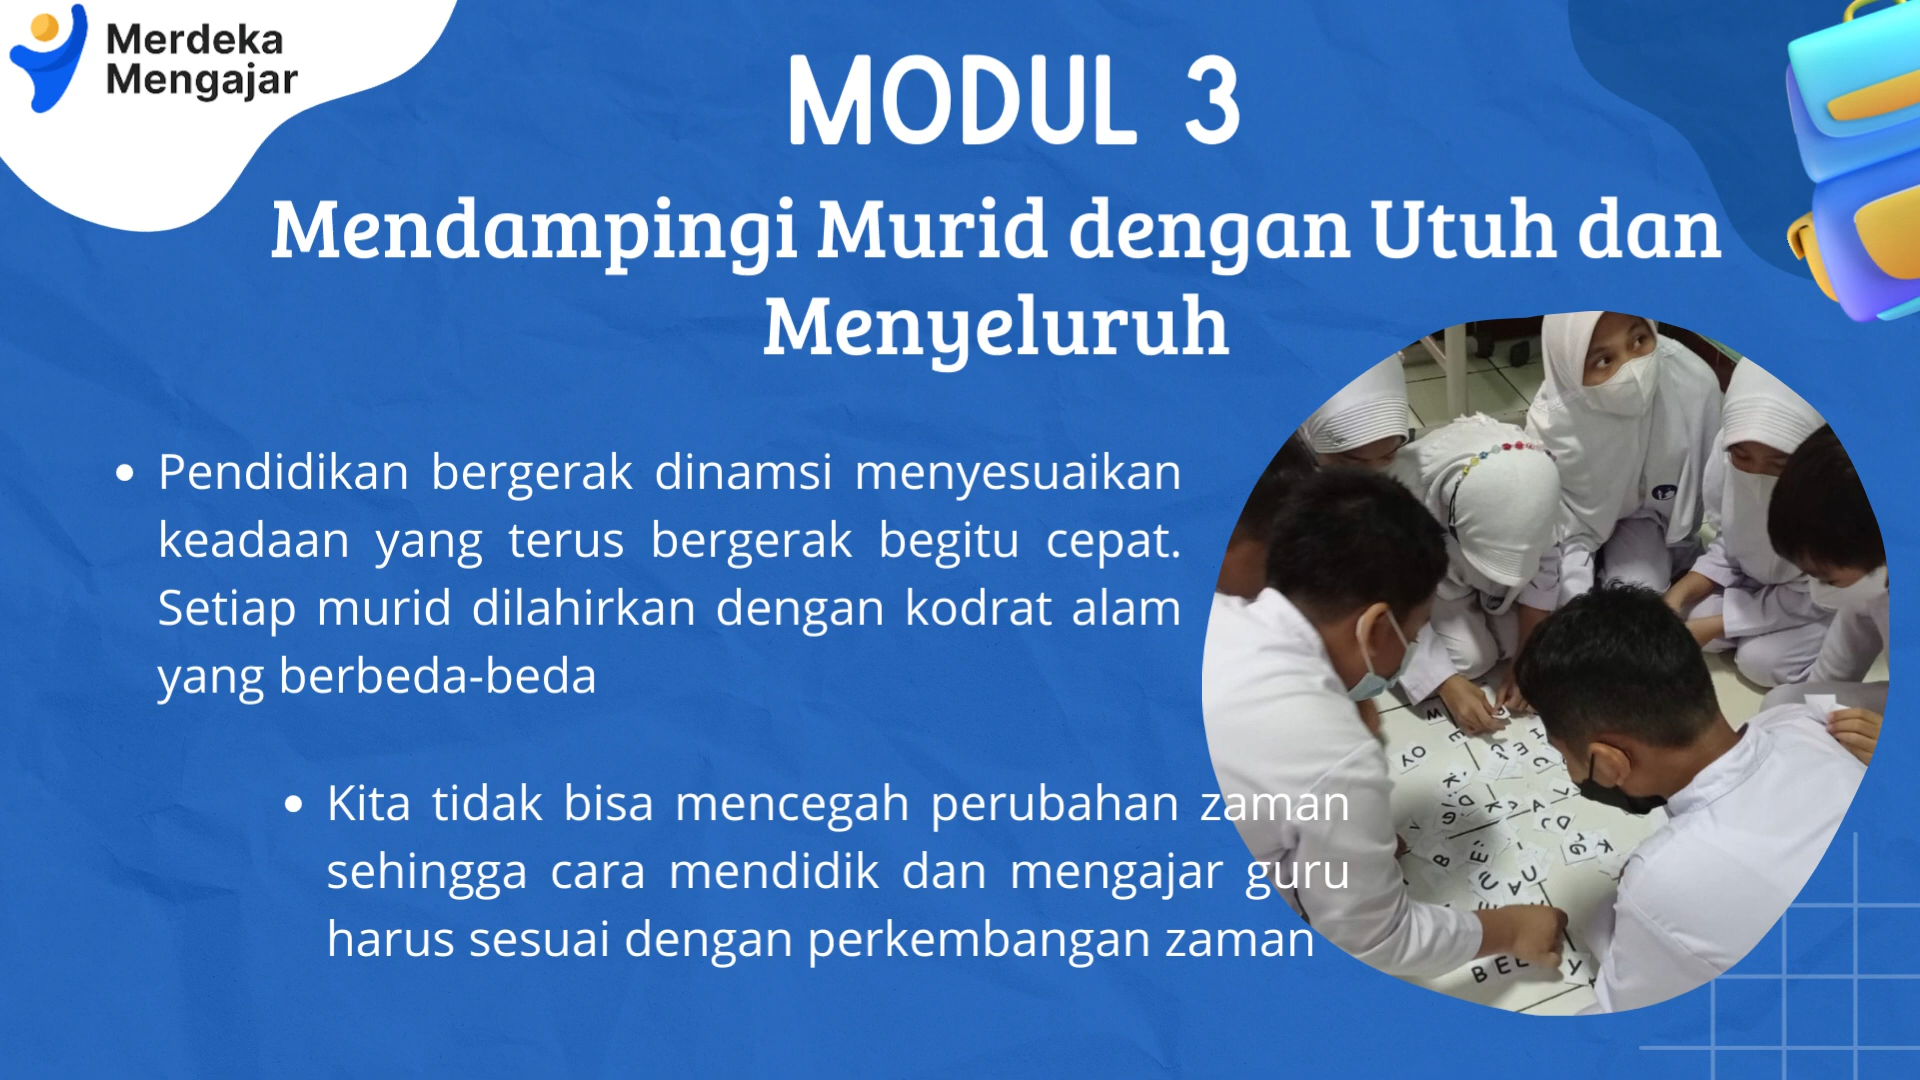 Merdeka
Mengajar
MODUL 3
Mendampingi Murid dengan Utuh dan
Menyeluruh
• Pendidikan bergerak dinamsi menyesuaikan
keadaan yang terus bergerak begitu cepat.
Setiap murid dilahirkan dengan kodrat alam
yang berbeda-beda
• Kita tidak bisa mencegah perubahan zaman
sehingga cara mendidik dan mengajar guru
harus sesuai dengan perkembangan zaman